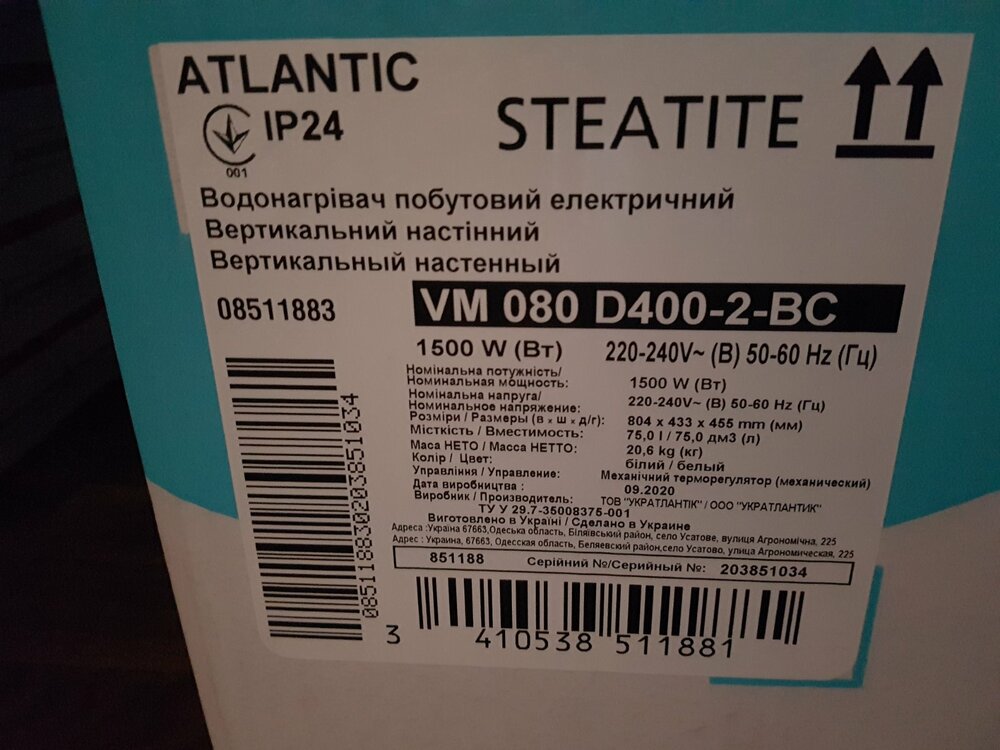 ATLANTIC
IP24
001
STEATITE
Водонагрівач побутовий електричний
Вертикальний настінний
Вертикальный настенный
08511883
VM 080 D400-2-BC
1500 W (Вт) 220-240V~ (В) 50-60 Hz (Гц)
Номінальна потужність/
Номинальная мощность: 1500 W (Вт)
Номінальна напруга/
Номинальное напряжение: 220-240V~ (В) 50-60 Hz (Гц)
Розміри / Размеры (в х ш х д/г): 804 x 433 x 455 mm (мм)
Місткість / Вместимость: 75,0 l / 75,0 дм3 (л)
Маса НЕТО / Масса НЕТТО: 20,6 kg (кг)
Колір / Цвет: білий / белый
Управління / Управление: Механічний терморегулятор (механический)
Дата виробництва : 09.2020
Виробник / Производитель: ТОВ "УКРАТЛАНТІК" / ООО "УКРАТЛАНТИК"
ТУ У 29.7-35008375-001
Виготовлено в Україні / Сделано в Украине
Адреса :Україна 67663,Одеська область, Біляївський район, село Усатове, вулиця Агрономічна, 225
Адрес : Украина, 67663, Одесская область, Беляевский район,село Усатово, улица Агрономическая, 225
851188 Серійний №/Серийный №: 203851034
085118830203851034
3 410538 511881